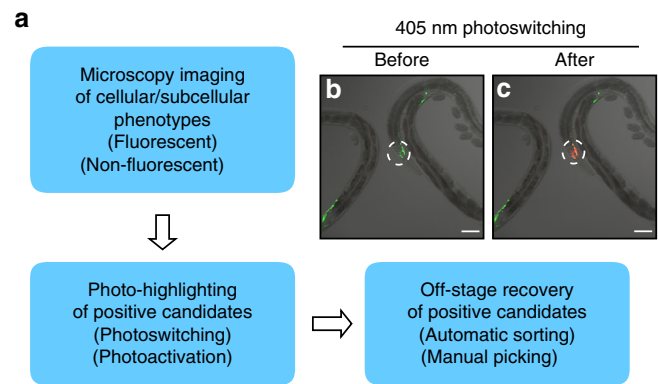 a
405 nm photoswitching
Before
After
Microscopy imaging
of cellular/subcellular
phenotypes
(Fluorescent)
(Non-fluorescent)
b
c
Photo-highlighting
of positive candidates
(Photoswitching)
(Photoactivation)
Off-stage recovery
of positive candidates
(Automatic sorting)
(Manual picking)